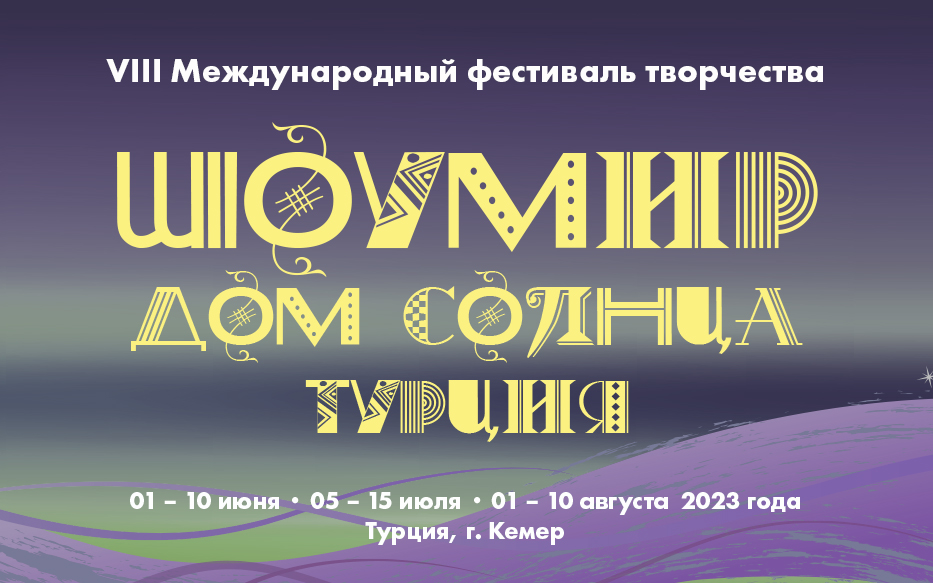 VIII Международный фестиваль творчества
ШОУМИР
ДОМ СОЛНЦА
ТУРЦИЯ
01 – 10 июня • 05 – 15 июля • 01 – 10 августа 2023 года
Турция, г. Кемер